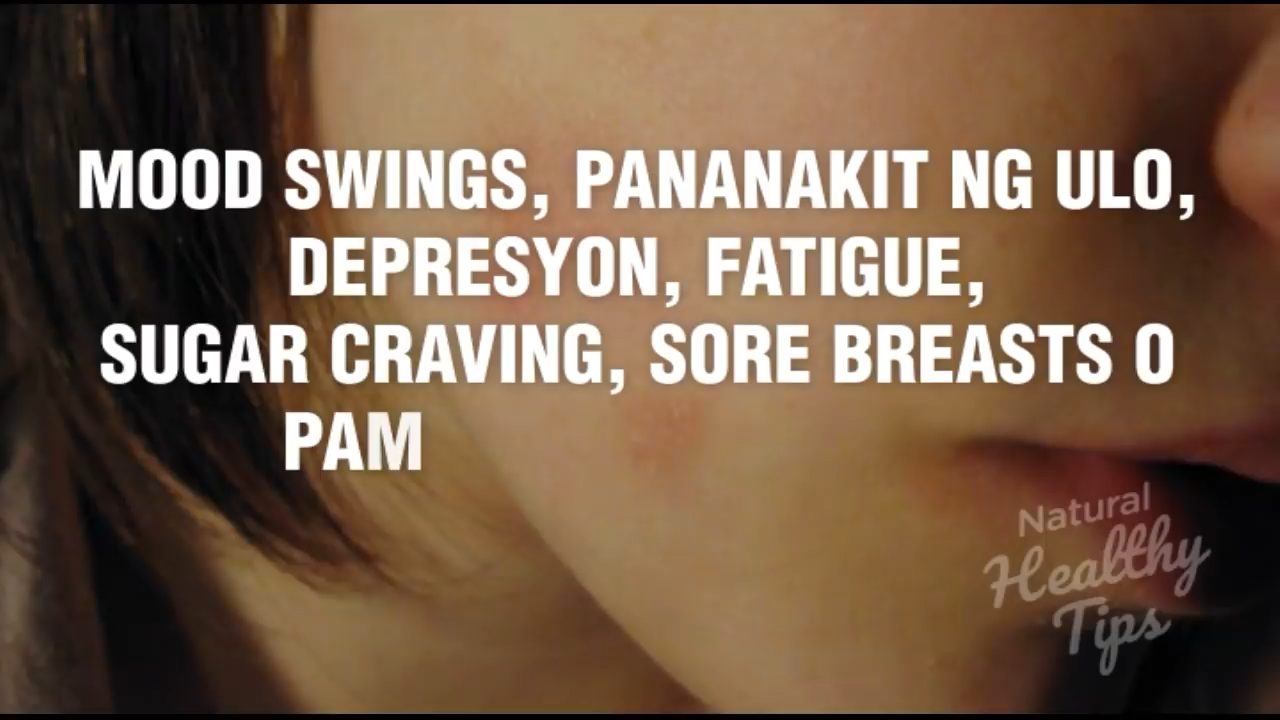 MOOD SWINGS, PANANAKIT NG ULO,
DEPRESYON, FATIGUE,
SUGAR CRAVING, SORE BREASTS O
PAM
Natural
Healthy
Tips